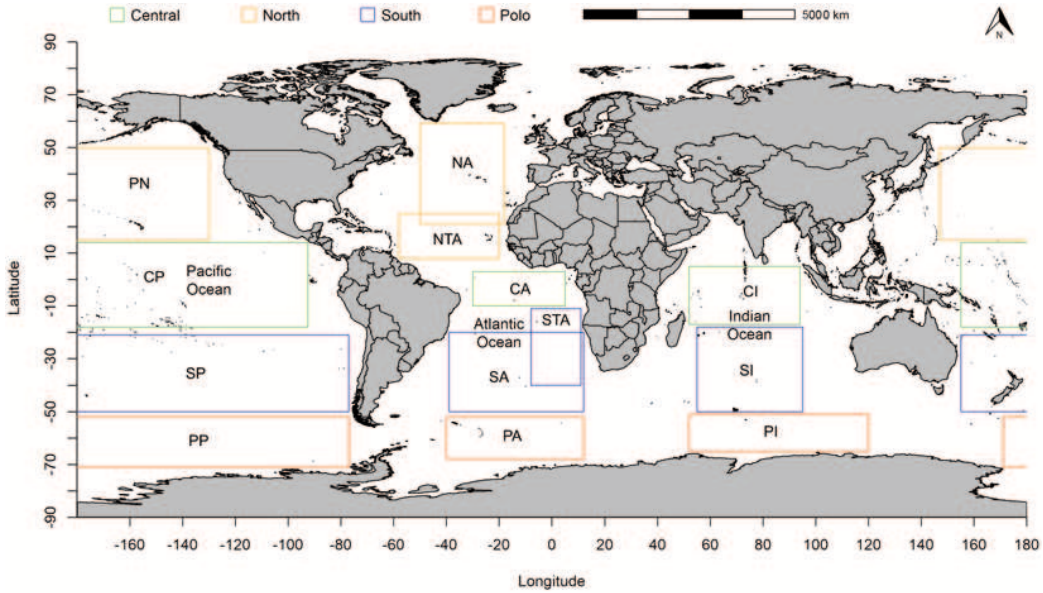 Central North South Polo 5000 km
N
90
70
50
30
10
-10
-30
-50
-70
-90
Latitude
PN
NA
NTA
CP
Pacific
Ocean
CA
CI
STA
Atlantic
Ocean
Indian
Ocean
SP
SA
SI
PP
PA
PI
-160 -140 -120 -100 -80 -60 -40 -20 0 20 40 60 80 100 120 140 160 180
Longitude